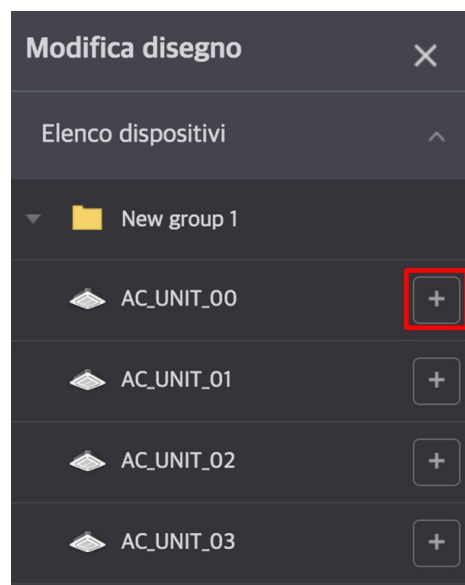 Modifica disegno
Elenco dispositivi
New group 1
AC_UNIT_00
AC_UNIT_01
AC_UNIT_02
AC_UNIT_03